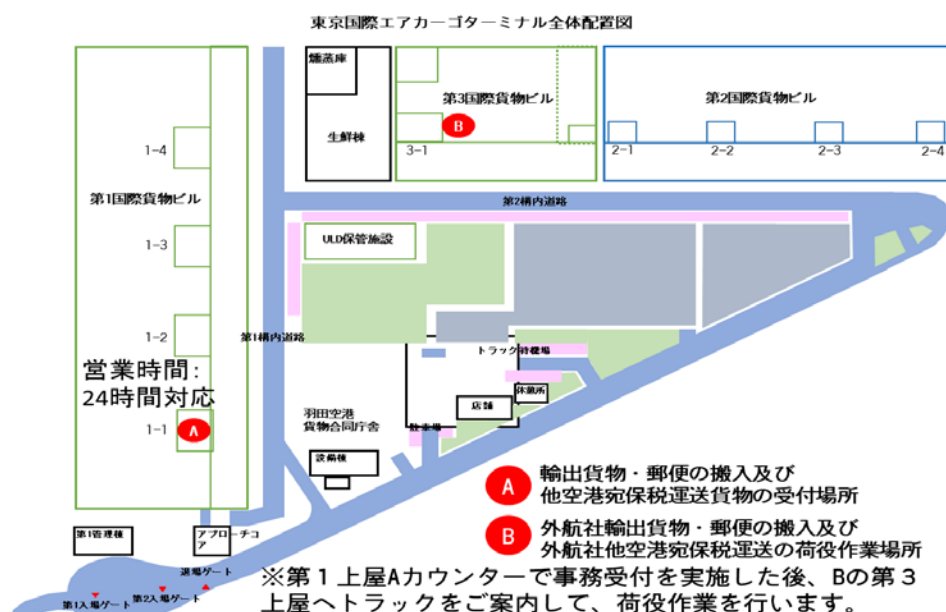 東京国際エアカーゴターミナル全体配置図
燻蒸庫
生鮮棟
第3国際貨物ビル
B
3-1
第2国際貨物ビル
2-1
2-2
2-3
2-4
1-4
第1国際貨物ビル
1-3
1-2
営業時間:
24時間対応
1-1
A
第2構内道路
ULD保管施設
第1構内道路
トラック待機場
休憩所
店舗
駐車場
羽田空港
貨物合同庁舎
設備棟
A
輸出貨物・郵便の搬入及び
他空港宛保税運送貨物の受付場所
B
外航社輸出貨物・郵便の搬入及び
外航社他空港宛保税運送の荷役作業場所
第1管理棟
アプローチコ
ア
退場ゲート
第2入場ゲート
第1入場ゲート
※第1上屋Aカウンターで事務受付を実施した後、Bの第3
上屋へトラックをご案内して、荷役作業を行います。